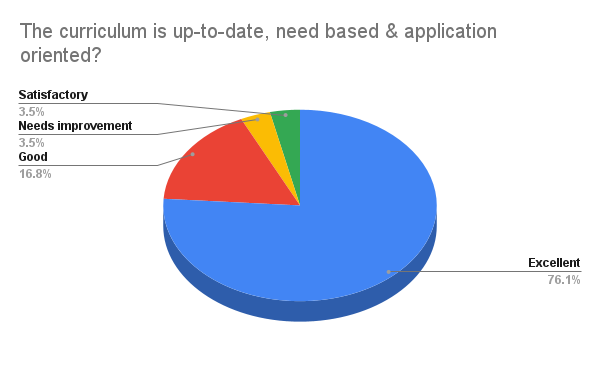 The curriculum is up-to-date, need based & application
oriented?
Satisfactory
3.5%
Needs improvement
3.5%
Good
16.8%
Excellent
76.1%